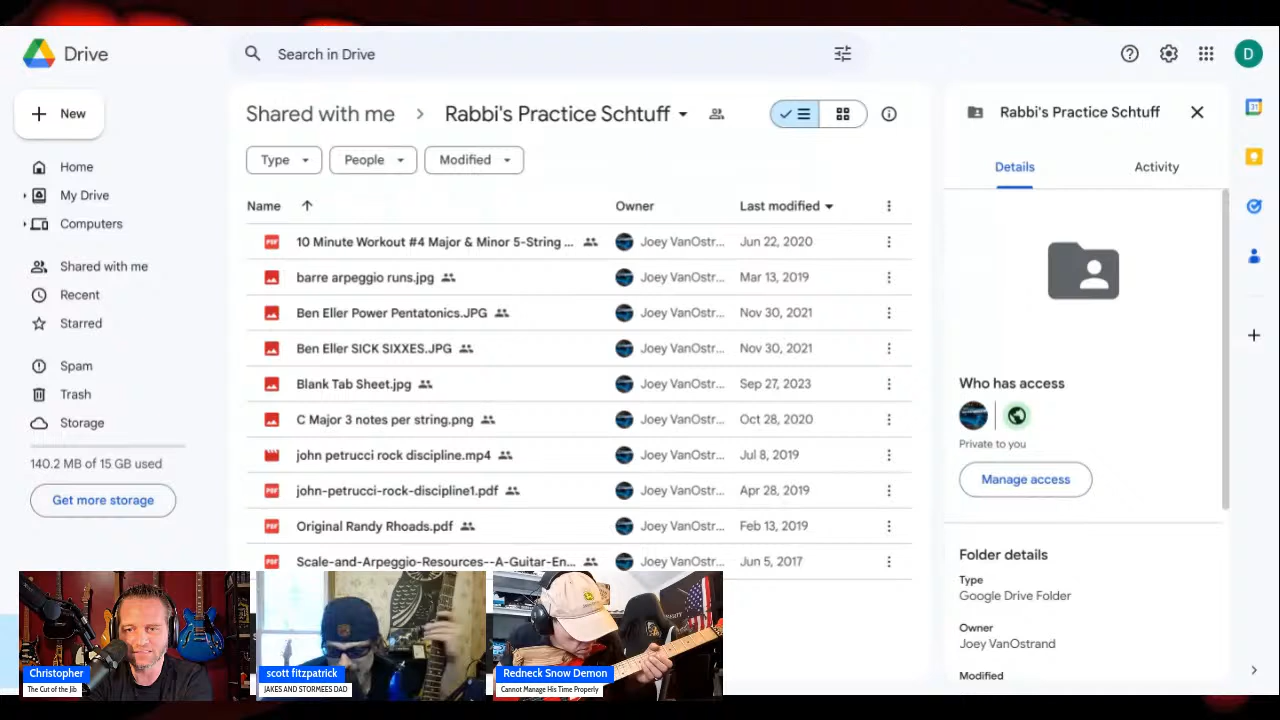 Drive
Search in Drive
D
New
Shared with me
Rabbi's Practice Schtuff
Rabbi's Practice Schtuff
31
Type
People
Modified
Home
My Drive
Computers
Details
Activity
Name
Owner
Last modified
PDF 10 Minute Workout #4 Major & Minor 5-String ...
Joey VanOstr...
Jun 22, 2020
barre arpeggio runs.jpg
Joey VanOstr...
Mar 13, 2019
Shared with me
Recent
Starred
Ben Eller Power Pentatonics.JPG
Joey VanOstr...
Nov 30, 2021
Ben Eller SICK SIXXES.JPG
Joey VanOstr...
Nov 30, 2021
Spam
Trash
Storage
Blank Tab Sheet.jpg
Joey VanOstr...
Sep 27, 2023
C Major 3 notes per string.png
Joey VanOstr...
Oct 28, 2020
Who has access
Private to you
Manage access
140.2 MB of 15 GB used
Get more storage
john petrucci rock discipline.mp4
Joey VanOstr...
Jul 8, 2019
PDF john-petrucci-rock-discipline1.pdf
Joey VanOstr...
Apr 28, 2019
PDF Original Randy Rhoads.pdf
Joey VanOstr...
Feb 13, 2019
PDF Scale-and-Arpeggio-Resources--A-Guitar-En...
Joey VanOstr...
Jun 5, 2017
Folder details
Type
Google Drive Folder
Owner
Joey VanOstrand
Modified
Christopher
The Cut of the Jib
scott fitzpatrick
JAKES AND STORMEES DAD
Redneck Snow Demon
Cannot Manage His Time Properly